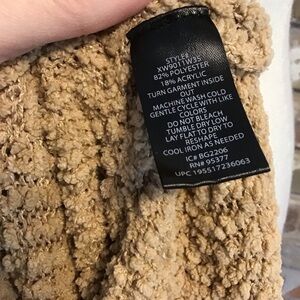 STYLE#
XW9011W35
82% POLYESTER
18% ACRYLIC
TURN GARMENT INSIDE
OUT
MACHINE WASH COLD
GENTLE CYCLE WITH LIKE
COLORS
DO NOT BLEACH
TUMBLE DRY LOW
LAY FLAT TO DRY TO
RESHAPE
COOL IRON AS NEEDED
IC# BG2206
RN# 95377
UPC 195517236063